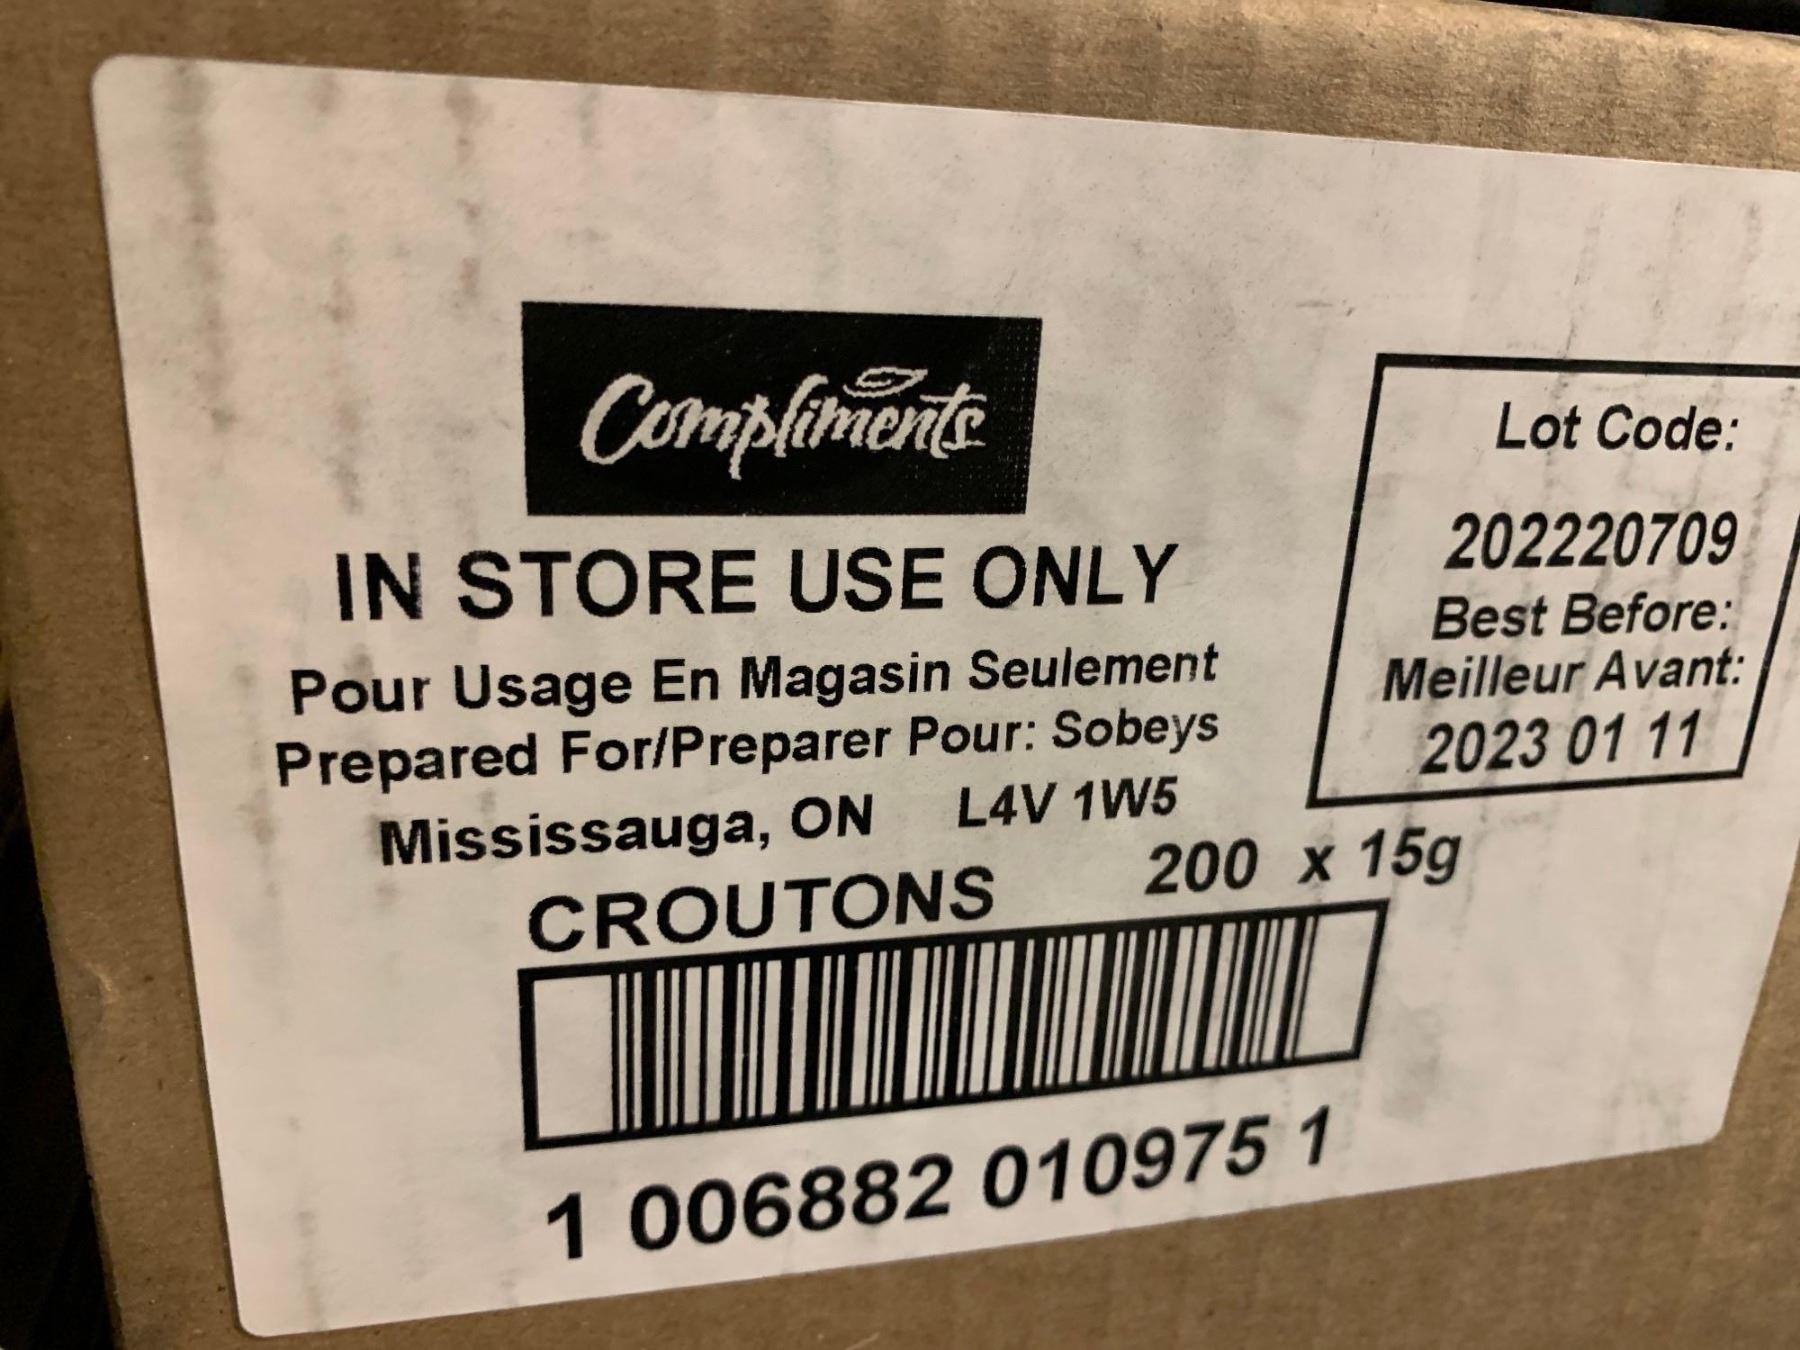 Compliments
IN STORE USE ONLY
Pour Usage En Magasin Seulement
Prepared For/Preparer Pour: Sobeys
Mississauga, ON L4V 1W5
CROUTONS 200 x 15g
1 006882 010975 1
Lot Code:
202220709
Best Before:
Meilleur Avant:
2023 01 11